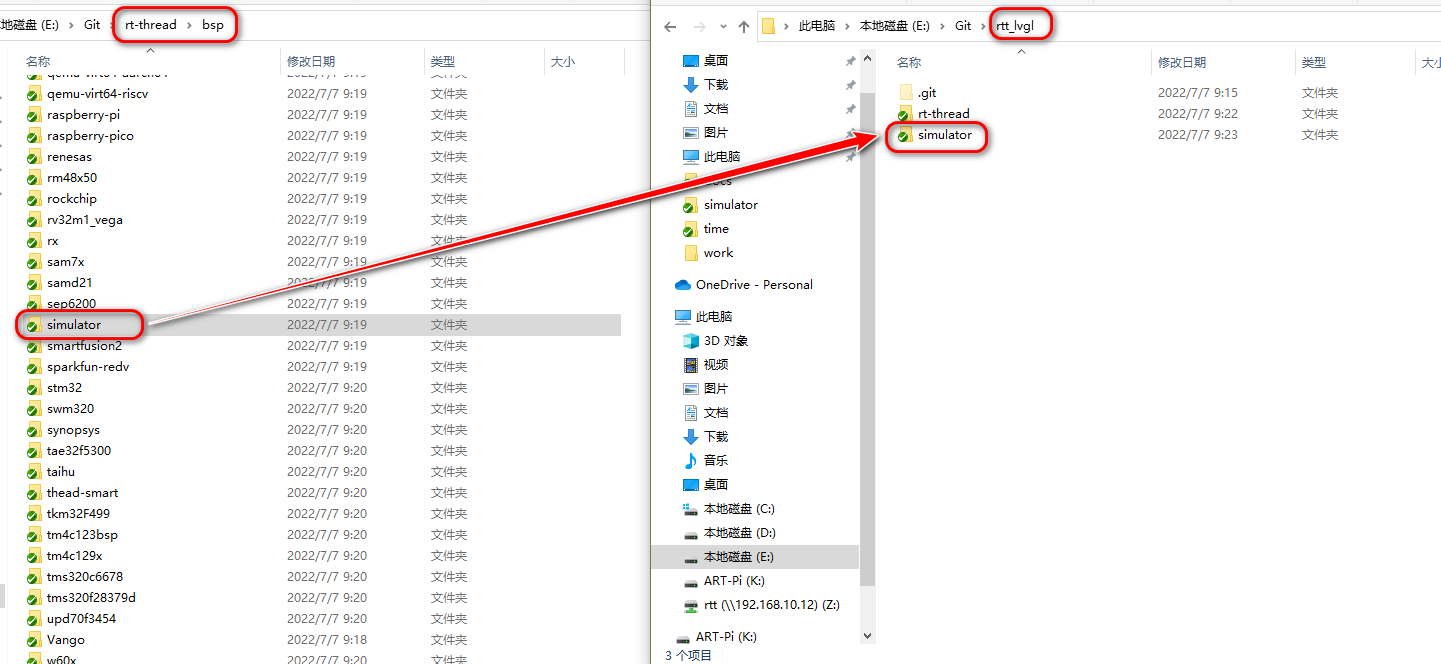 本地磁盘 (E:) › Git › rt-thread › bsp
名称 修改日期 类型 大小
qemu-virt64-aarch64 2022/7/7 9:19 文件夹
qemu-virt64-riscv 2022/7/7 9:19 文件夹
raspberry-pi 2022/7/7 9:19 文件夹
raspberry-pico 2022/7/7 9:19 文件夹
renesas 2022/7/7 9:19 文件夹
rm48x50 2022/7/7 9:19 文件夹
rockchip 2022/7/7 9:19 文件夹
rv32m1_vega 2022/7/7 9:19 文件夹
rx 2022/7/7 9:19 文件夹
sam7x 2022/7/7 9:19 文件夹
samd21 2022/7/7 9:19 文件夹
sep6200 2022/7/7 9:19 文件夹
simulator 2022/7/7 9:19 文件夹
smartfusion2 2022/7/7 9:19 文件夹
sparkfun-redv 2022/7/7 9:19 文件夹
stm32 2022/7/7 9:20 文件夹
swm320 2022/7/7 9:20 文件夹
synopsys 2022/7/7 9:20 文件夹
tae32f5300 2022/7/7 9:20 文件夹
taihu 2022/7/7 9:20 文件夹
thead-smart 2022/7/7 9:20 文件夹
tkm32F499 2022/7/7 9:20 文件夹
tm4c123bsp 2022/7/7 9:20 文件夹
tm4c129x 2022/7/7 9:20 文件夹
tms320c6678 2022/7/7 9:20 文件夹
tms320f28379d 2022/7/7 9:20 文件夹
upd70f3454 2022/7/7 9:20 文件夹
Vango 2022/7/7 9:18 文件夹
w60x 2022/7/7 9:20 文件夹
此电脑 › 本地磁盘 (E:) › Git › rtt_lvgl
桌面
下载
文档
图片
此电脑
docs
simulator
time
work
OneDrive - Personal
此电脑
3D 对象
视频
图片
文档
下载
音乐
桌面
本地磁盘 (C:)
本地磁盘 (D:)
本地磁盘 (E:)
ART-Pi (K:)
rtt (\\192.168.10.12) (Z:)
ART-Pi (K:)
3 个项目
名称 修改日期 类型 大小
.git 2022/7/7 9:15 文件夹
rt-thread 2022/7/7 9:22 文件夹
simulator 2022/7/7 9:23 文件夹